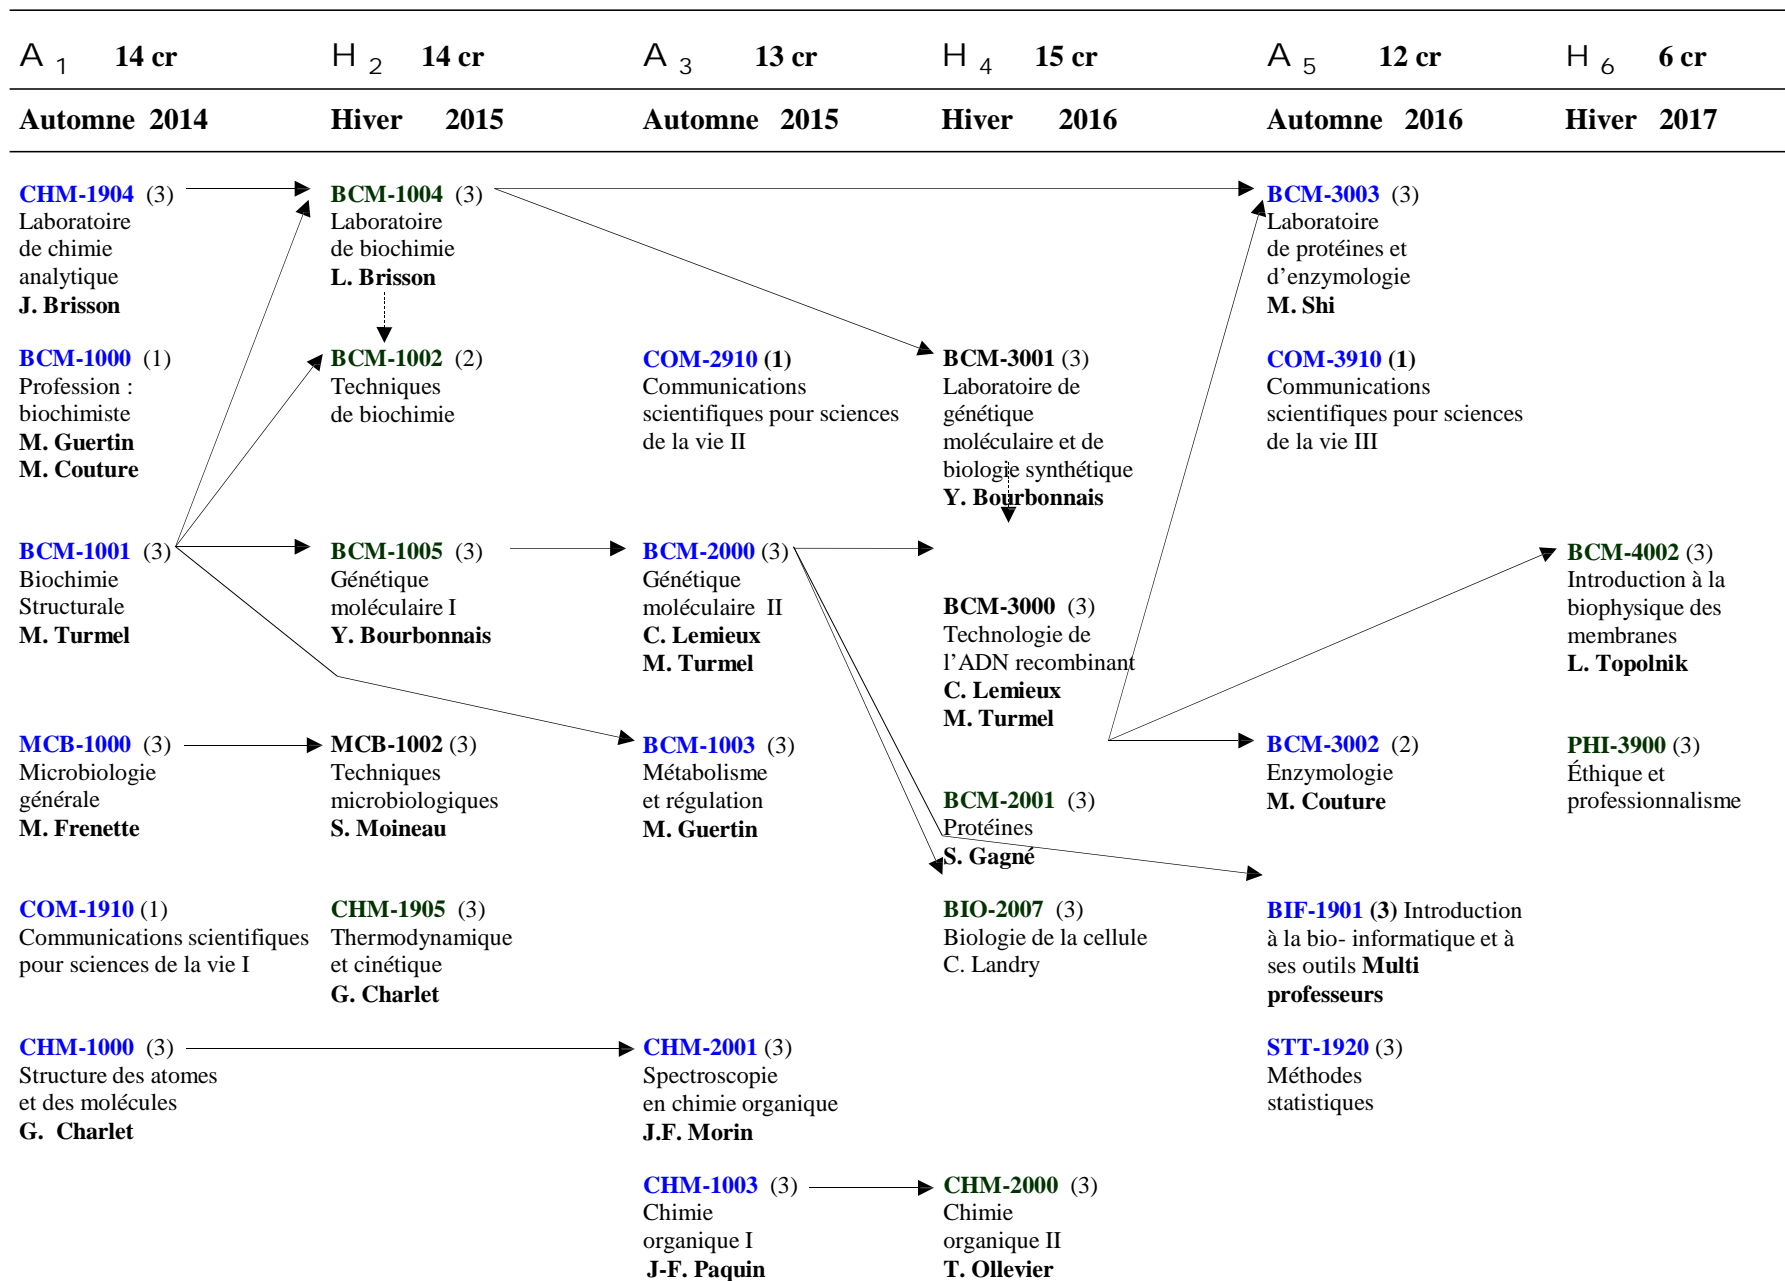 A 1 14 cr
H 2 14 cr
A 3 13 cr
H 4 15 cr
A 5 12 cr
H 6 6 cr
Automne 2014
Hiver 2015
Automne 2015
Hiver 2016
Automne 2016
Hiver 2017
CHM-1904 (3)
Laboratoire
de chimie
analytique
J. Brisson
BCM-1000 (1)
Profession :
biochimiste
M. Guertin
M. Couture
BCM-1001 (3)
Biochimie
Structurale
M. Turmel
MCB-1000 (3)
Microbiologie
générale
M. Frenette
COM-1910 (1)
Communications scientifiques
pour sciences de la vie I
CHM-1000 (3)
Structure des atomes
et des molécules
G. Charlet
BCM-1004 (3)
Laboratoire
de biochimie
L. Brisson
BCM-1002 (2)
Techniques
de biochimie
BCM-1005 (3)
Génétique
moléculaire I
Y. Bourbonnais
MCB-1002 (3)
Techniques
microbiologiques
S. Moineau
CHM-1905 (3)
Thermodynamique
et cinétique
G. Charlet
COM-2910 (1)
Communications
scientifiques pour sciences
de la vie II
BCM-2000 (3)
Génétique
moléculaire II
C. Lemieux
M. Turmel
BCM-1003 (3)
Métabolisme
et régulation
M. Guertin
CHM-2001 (3)
Spectroscopie
en chimie organique
J.F. Morin
CHM-1003 (3)
Chimie
organique I
J-F. Paquin
BCM-3001 (3)
Laboratoire de
génétique
moléculaire et de
biologie synthétique
Y. Bourbonnais
BCM-3000 (3)
Technologie de
l'ADN recombinant
C. Lemieux
M. Turmel
BCM-2001 (3)
Protéines
S. Gagné
BIO-2007 (3)
Biologie de la cellule
C. Landry
CHM-2000 (3)
Chimie
organique II
T. Ollevier
BCM-3003 (3)
Laboratoire
de protéines et
d'enzymologie
M. Shi
COM-3910 (1)
Communications
scientifiques pour sciences
de la vie III
BCM-3002 (2)
Enzymologie
M. Couture
BIF-1901 (3) Introduction
à la bio- informatique et à
ses outils Multi
professeurs
STT-1920 (3)
Méthodes
statistiques
BCM-4002 (3)
Introduction à la
biophysique des
membranes
L. Topolnik
PHI-3900 (3)
Éthique et
professionnalisme